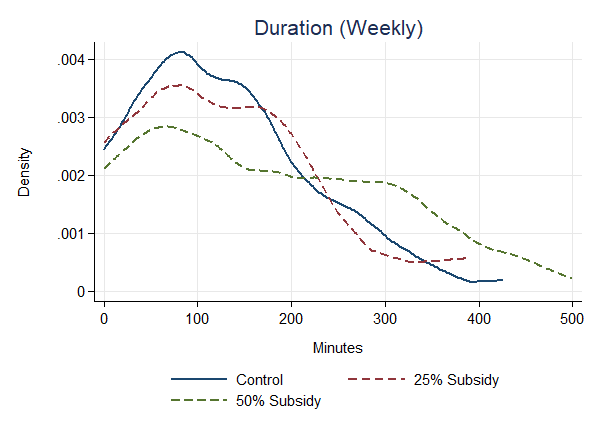 Duration (Weekly)
.004
.003
.002
.001
0
Density
0 100 200 300 400 500
Minutes
Control 25% Subsidy
50% Subsidy